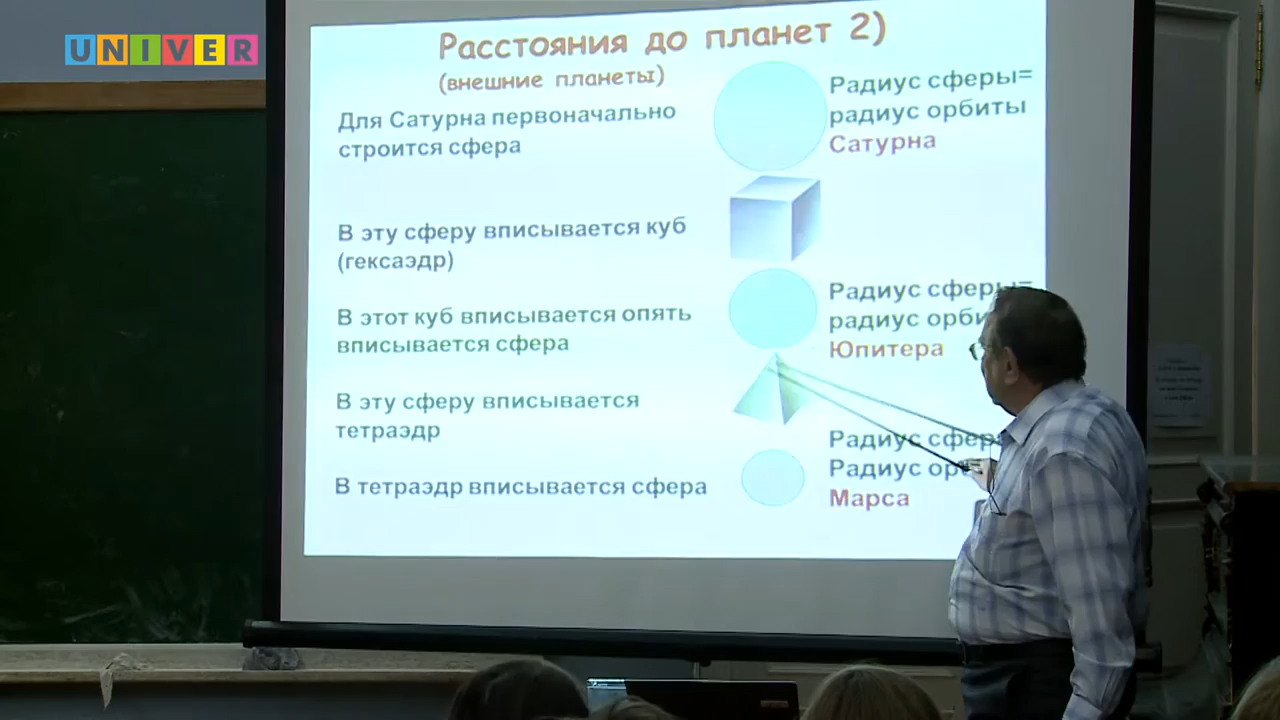 UNIVER
Расстояния до планет 2)
(внешние планеты)
Для Сатурна первоначально
строится сфера
Радиус сферы=
радиус орбиты
Сатурна
В эту сферу вписывается куб
(гексаэдр)
В этот куб вписывается опять
вписывается сфера
Радиус сферы=
радиус
Юпитера
В эту сферу вписывается
тетраэдр
В тетраэдр вписывается сфера
Радиус
Радиус
Марса